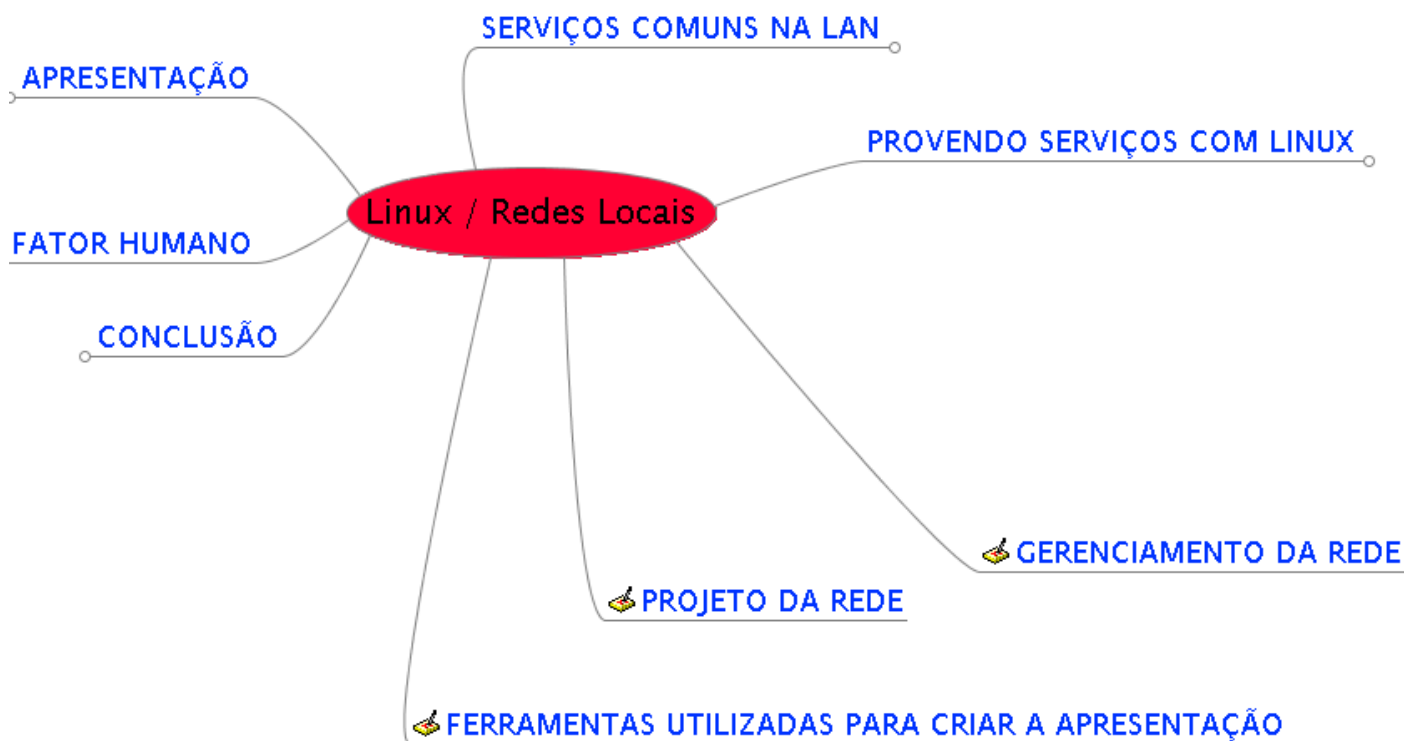 SERVIÇOS COMUNS NA LAN
APRESENTAÇÃO
PROVENDO SERVIÇOS COM LINUX
Linux / Redes Locais
FATOR HUMANO
CONCLUSÃO
GERENCIAMENTO DA REDE
PROJETO DA REDE
FERRAMENTAS UTILIZADAS PARA CRIAR A APRESENTAÇÃO